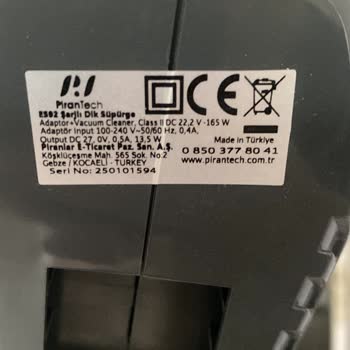 PiranTech
ES02 Şarjlı Dik Süpürge
Adaptor+Vacuum Cleaner, Class II DC 22,2 V -165 W
Adaptör Input 100-240 V~50/60 Hz, 0,4A,
Output DC 27, 0V, 0,5A, 13,5 W
Piranler E-Ticaret Paz. San. A.Ş.
Köşklüçeşme Mah. 565 Sok. No:2
Gebze / KOCAELİ - TURKEY
Seri No: 250101594
CE
Made in Türkiye
0 850 377 80 41
www.pirantech.com.tr